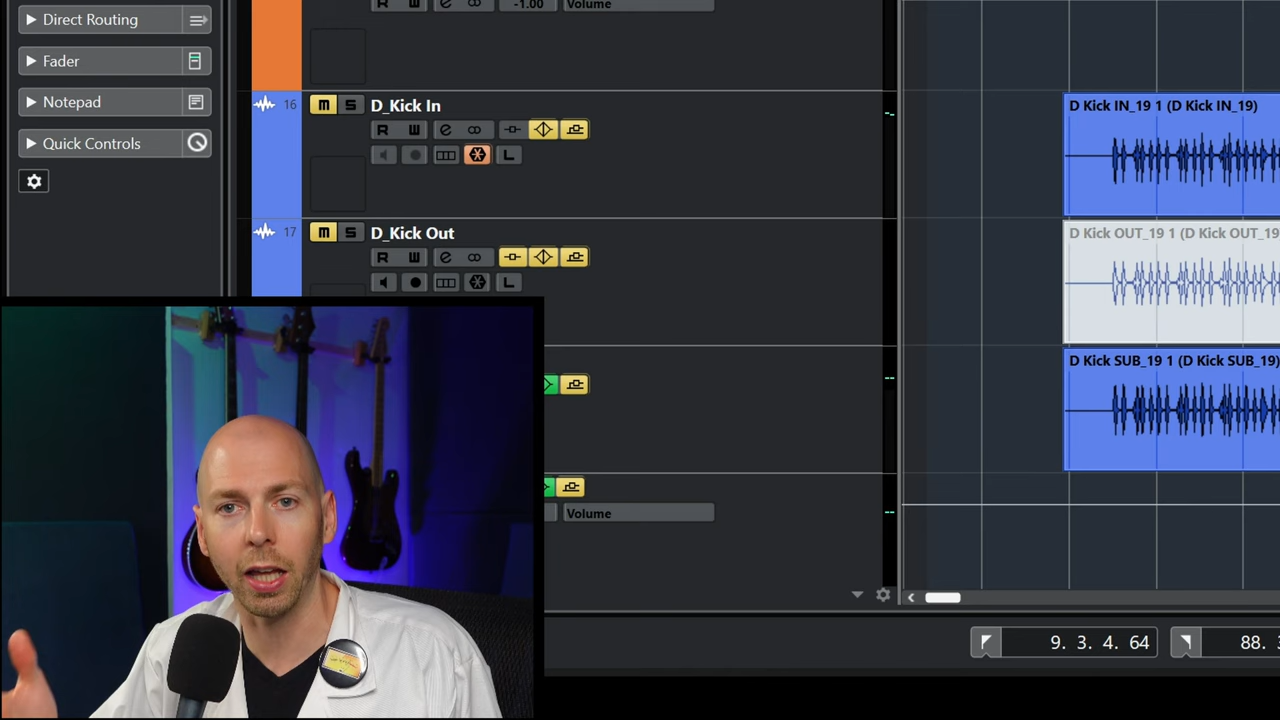 Direct Routing
Fader
Notepad
Quick Controls
R W e -1.00 Volume
16 M S D_Kick In
R W e
L
17 M S D_Kick Out
R W e
L
Volume
D Kick IN_19 1 (D Kick IN_19)
D Kick OUT_19 1 (D Kick OUT_19
D Kick SUB_19 1 (D Kick SUB_19)
9. 3. 4. 64
88.